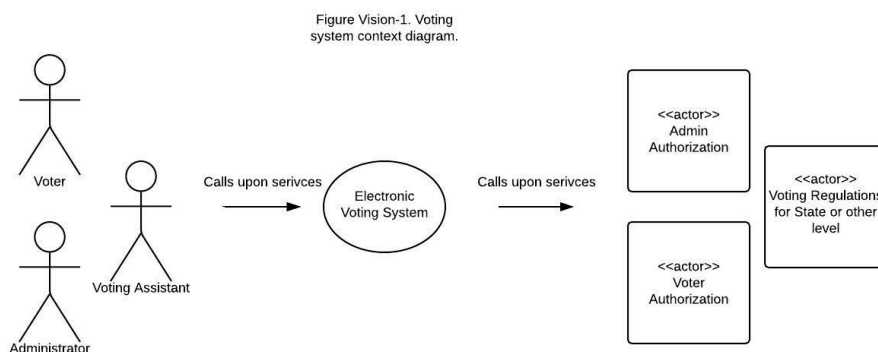 Figure Vision-1. Voting
system context diagram.
Voter
Administrator
Voting Assistant
Calls upon serivces
Electronic
Voting System
Calls upon serivces
<<actor>>
Admin
Authorization
<<actor>>
Voter
Authorization
<<actor>>
Voting Regulations
for State or other
level